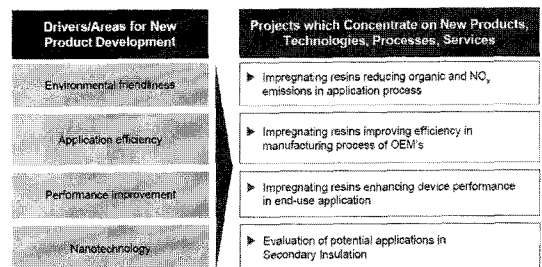 Drivers/Areas for New
Product Development
Projects which Concentrate on New Products,
Technologies, Processes, Services
Environmental friendliness
▶ Impregnating resins reducing organic and NOx
emissions in application process
Application efficiency
▶ Impregnating resins improving efficiency in
manufacturing process of OEM's
Performance improvement
▶ Impregnating resins enhancing device performance
in end-use application
Nanotechnology
▶ Evaluation of potential applications in
Secondary Insulation